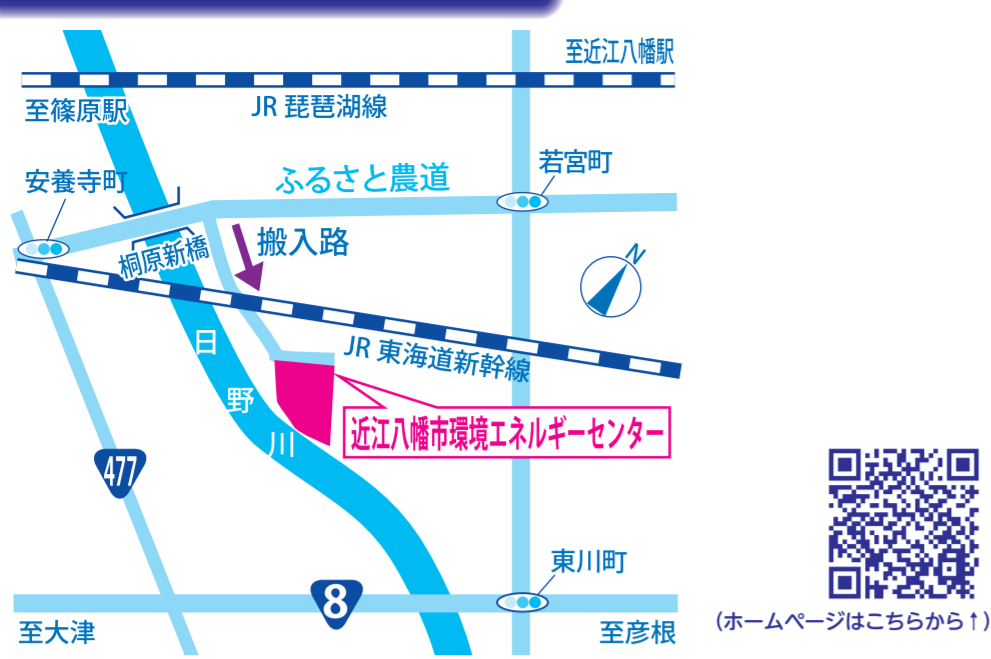 至近江八幡駅
至篠原駅
JR 琵琶湖線
安養寺町
ふるさと農道
若宮町
桐原新橋
搬入路
N
JR 東海道新幹線
日野川
近江八幡市環境エネルギーセンター
477
東川町
8
至大津
至彦根
(ホームページはこちらから↑)